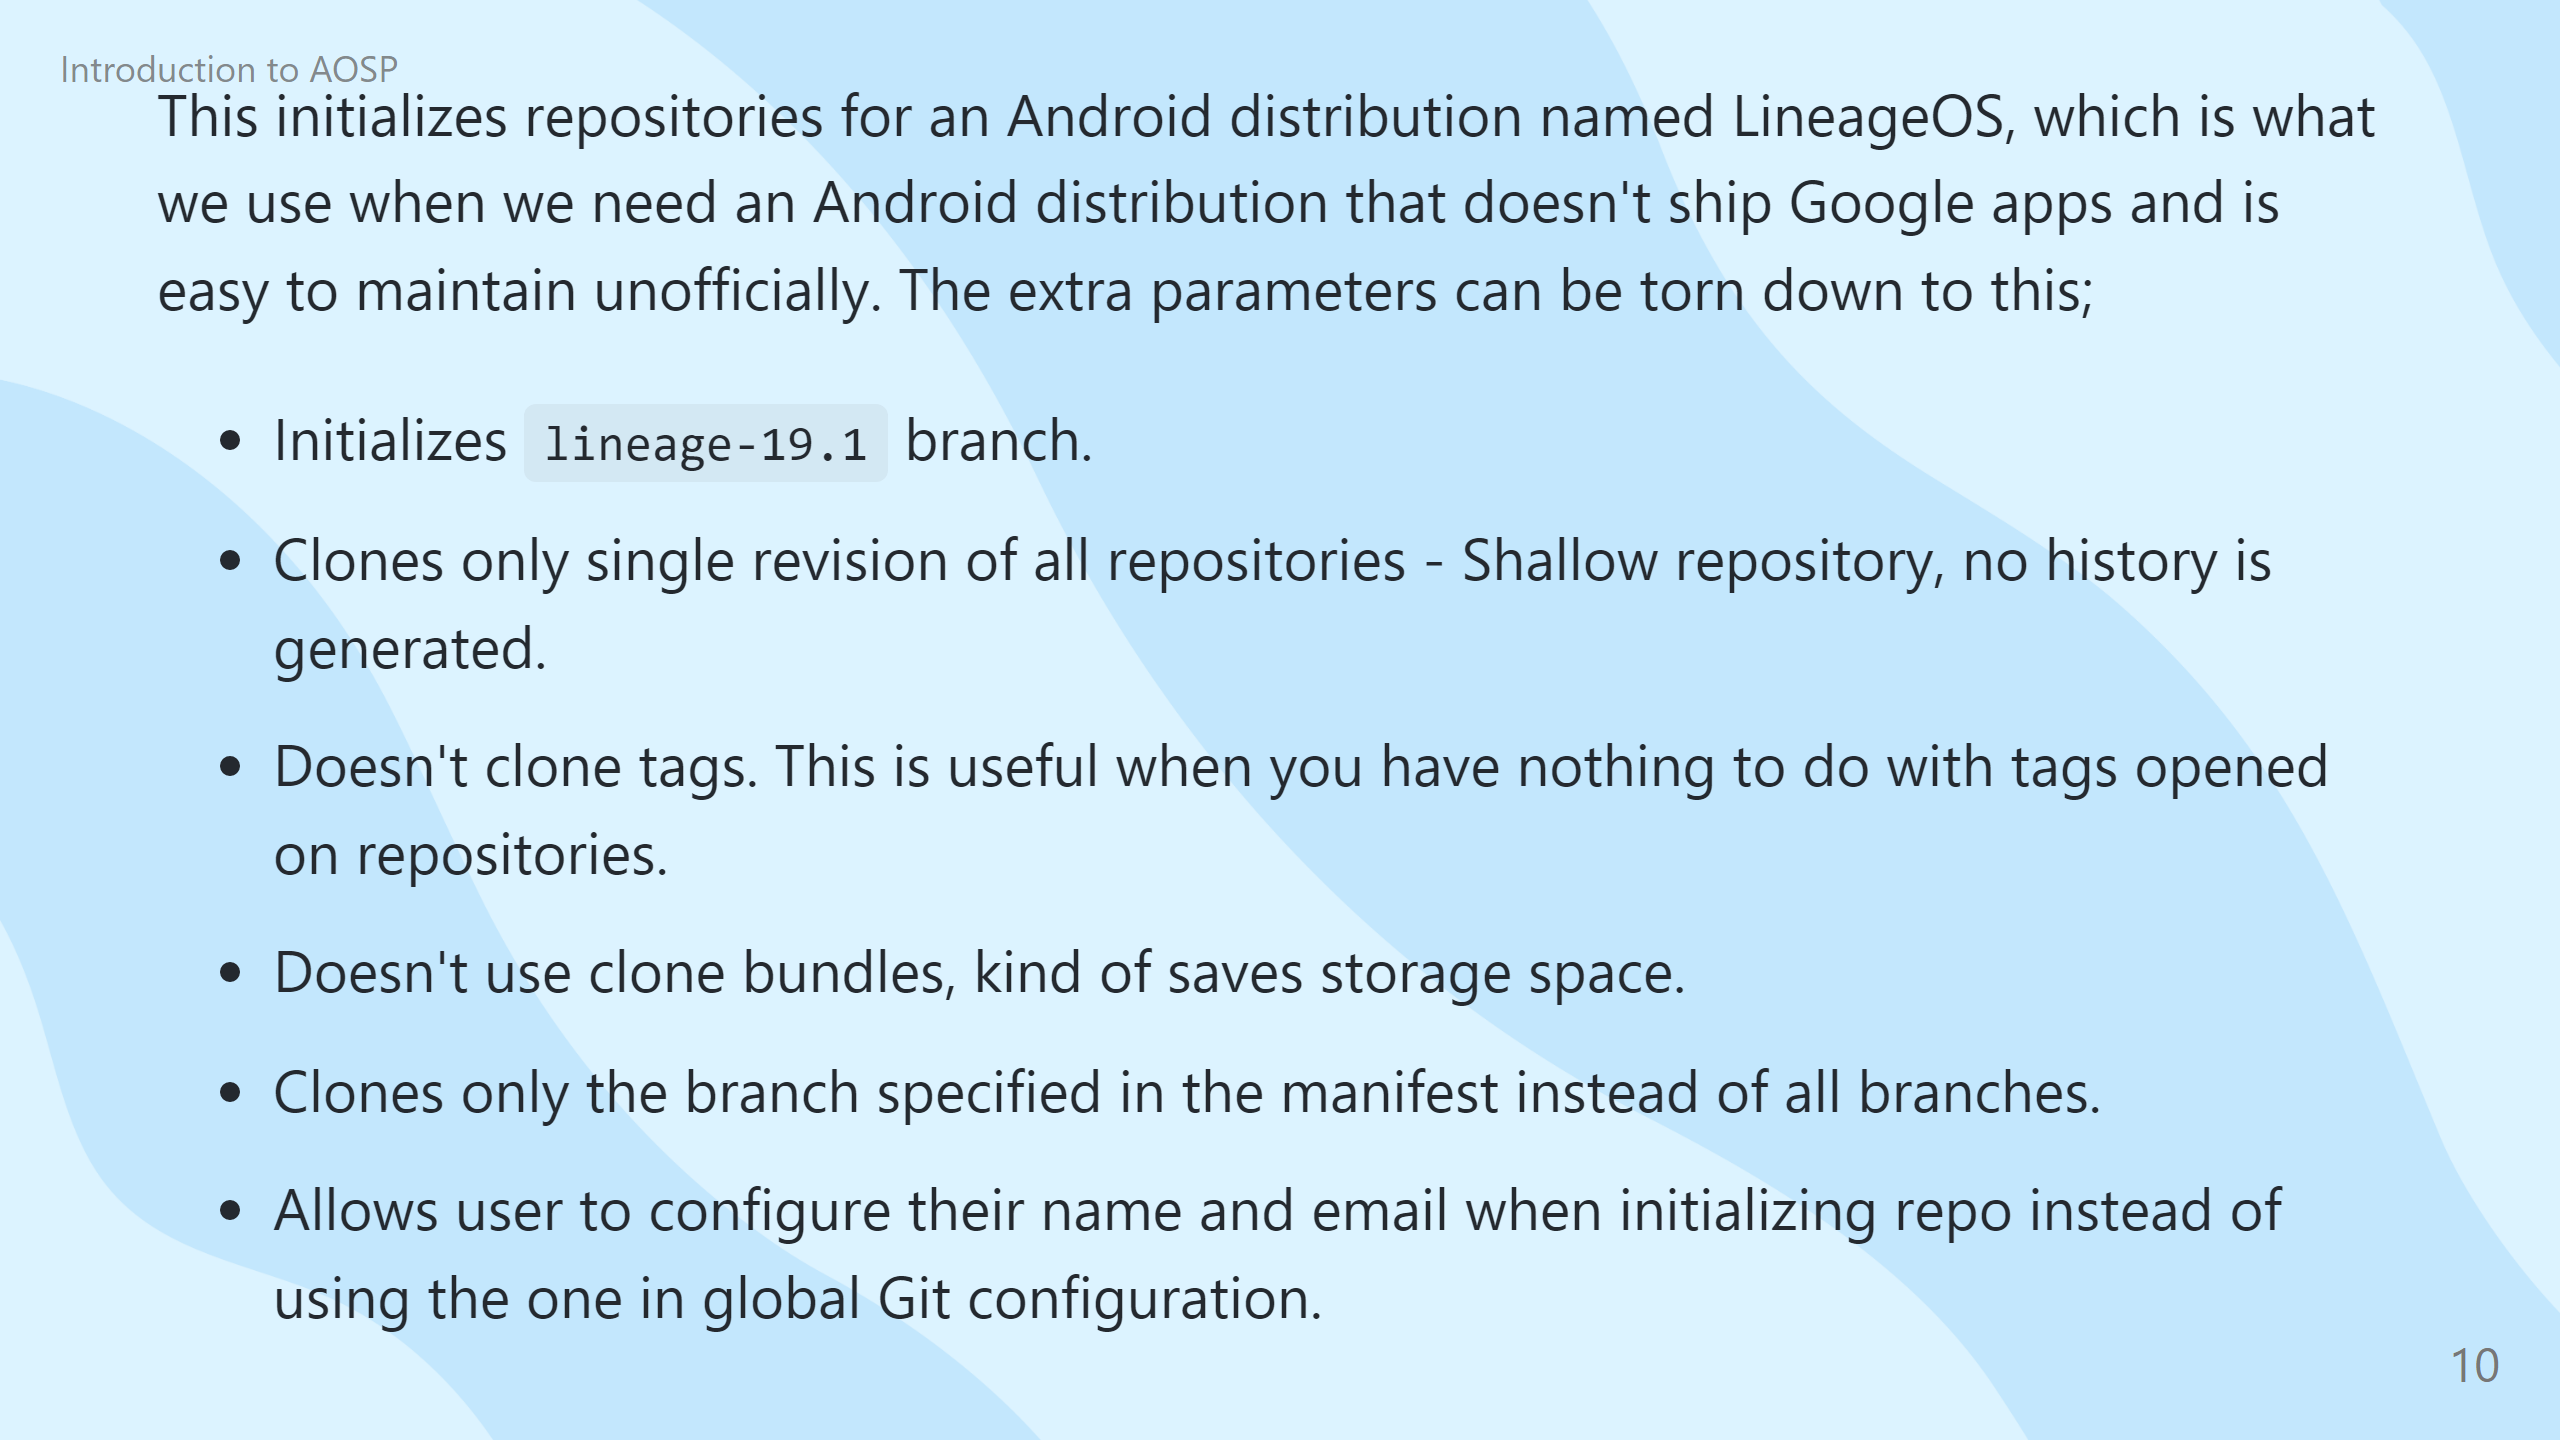 Introduction to AOSP
This initializes repositories for an Android distribution named LineageOS, which is what
we use when we need an Android distribution that doesn't ship Google apps and is
easy to maintain unofficially. The extra parameters can be torn down to this;
• Initializes lineage-19.1 branch.
• Clones only single revision of all repositories - Shallow repository, no history is
generated.
• Doesn't clone tags. This is useful when you have nothing to do with tags opened
on repositories.
• Doesn't use clone bundles, kind of saves storage space.
• Clones only the branch specified in the manifest instead of all branches.
• Allows user to configure their name and email when initializing repo instead of
using the one in global Git configuration.
10